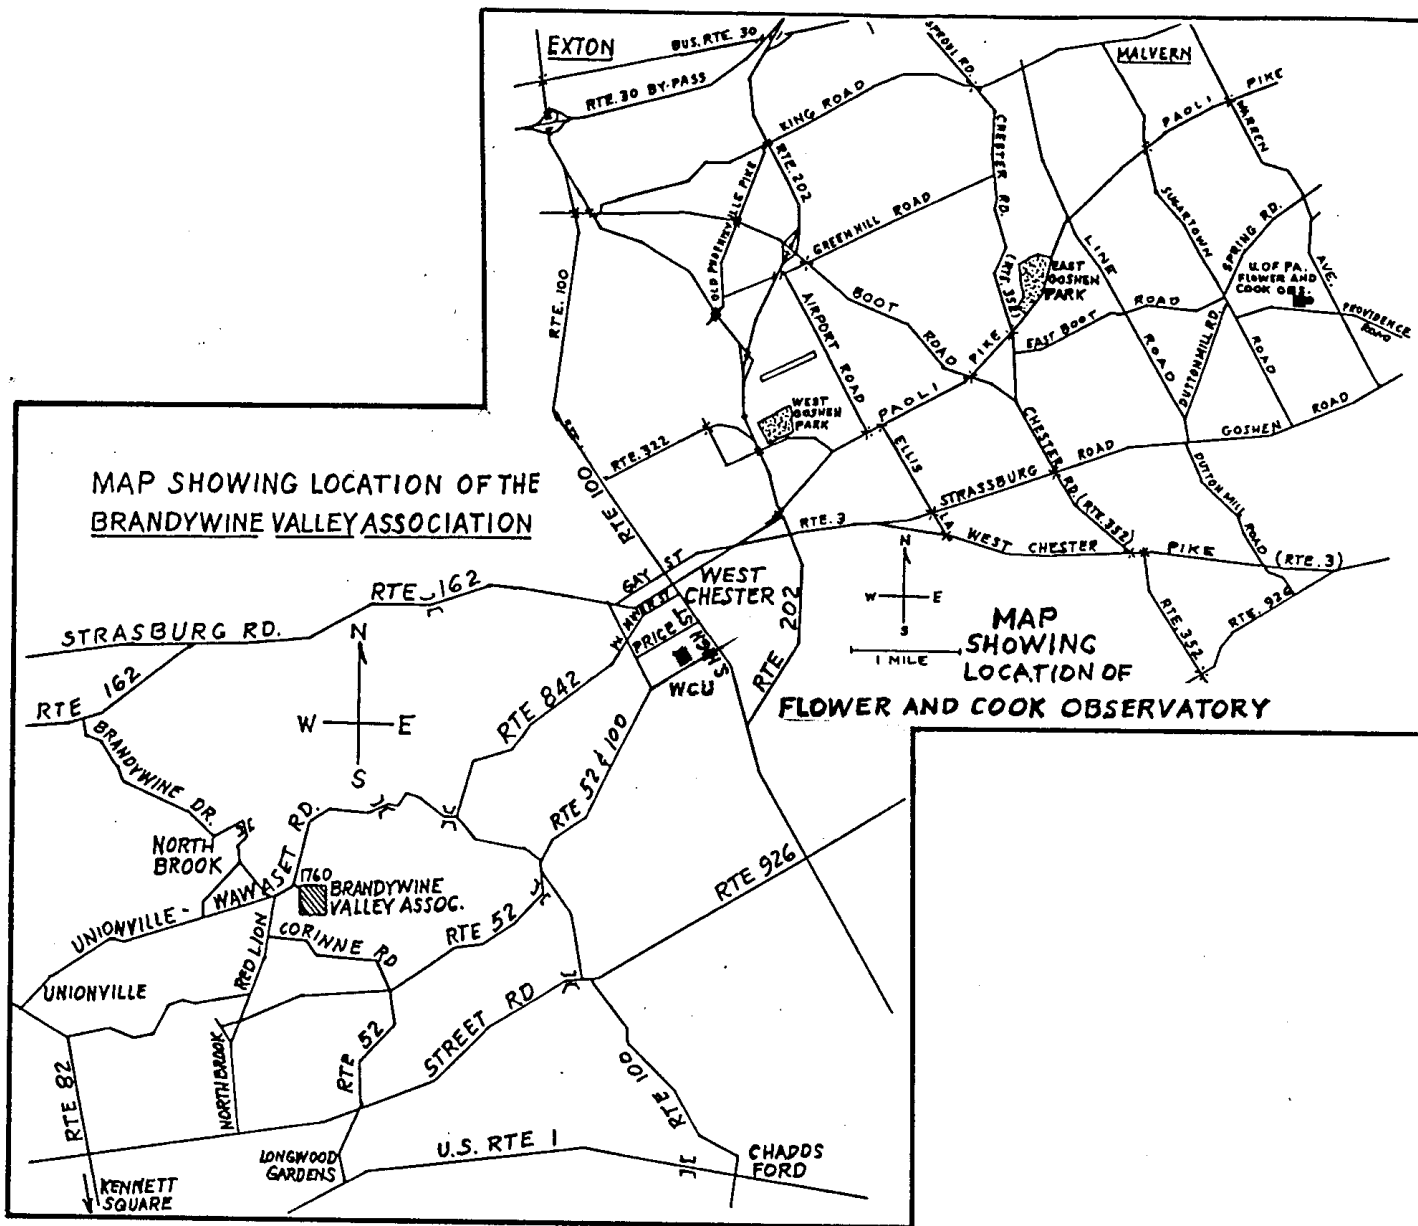 EXTON
BUS. RTE. 30
RTE. 30 BY-PASS
SPROUL RD.
MALVERN
KING ROAD
PAOLI PIKE
WARREN
AVE.
RTE. 202
CHESTER RD. (RTE. 352)
OLD PHOENIXVILLE PIKE
GREENHILL ROAD
SUGARTOWN
ROAD
SPRING RD.
LINE
ROAD
EAST
GOSHEN
PARK
U. OF PA.
FLOWER AND
COOK OBS.
PROVIDENCE
ROAD
RTE. 100
AIRPORT ROAD
BOOT ROAD
EAST BOOT ROAD
DUTTON MILL RD.
PAOLI PIKE
WEST
GOSHEN
PARK
RTE. 322
ELLIS
LA
CHESTER RD. (RTE. 352)
STRASSBURG ROAD
GOSHEN ROAD
DUTTON MILL ROAD
RTE. 3
WEST CHESTER PIKE (RTE. 3)
RTE. 926
RTE. 352
N
W E
S
1 MILE
MAP
SHOWING
LOCATION OF
FLOWER AND COOK OBSERVATORY
MAP SHOWING LOCATION OF THE
BRANDYWINE VALLEY ASSOCIATION
RTE 100
GAY ST
WEST
CHESTER
W. MINER ST
PRICE ST
S HIGH ST
WCU
RTE 202
RTE 162
STRASBURG RD.
RTE 162
N
W E
S
RTE 842
RTE 52 & 100
BRANDYWINE DR.
NORTH
BROOK
UNIONVILLE - WAWASET RD.
1760
BRANDYWINE
VALLEY ASSOC.
RTE 926
RED LION
CORINNE RD
RTE 52
UNIONVILLE
NORTHBROOK
RTE 52
STREET RD
RTE 100
RTE 82
U.S. RTE 1
LONGWOOD
GARDENS
CHADDS
FORD
KENNETT
SQUARE